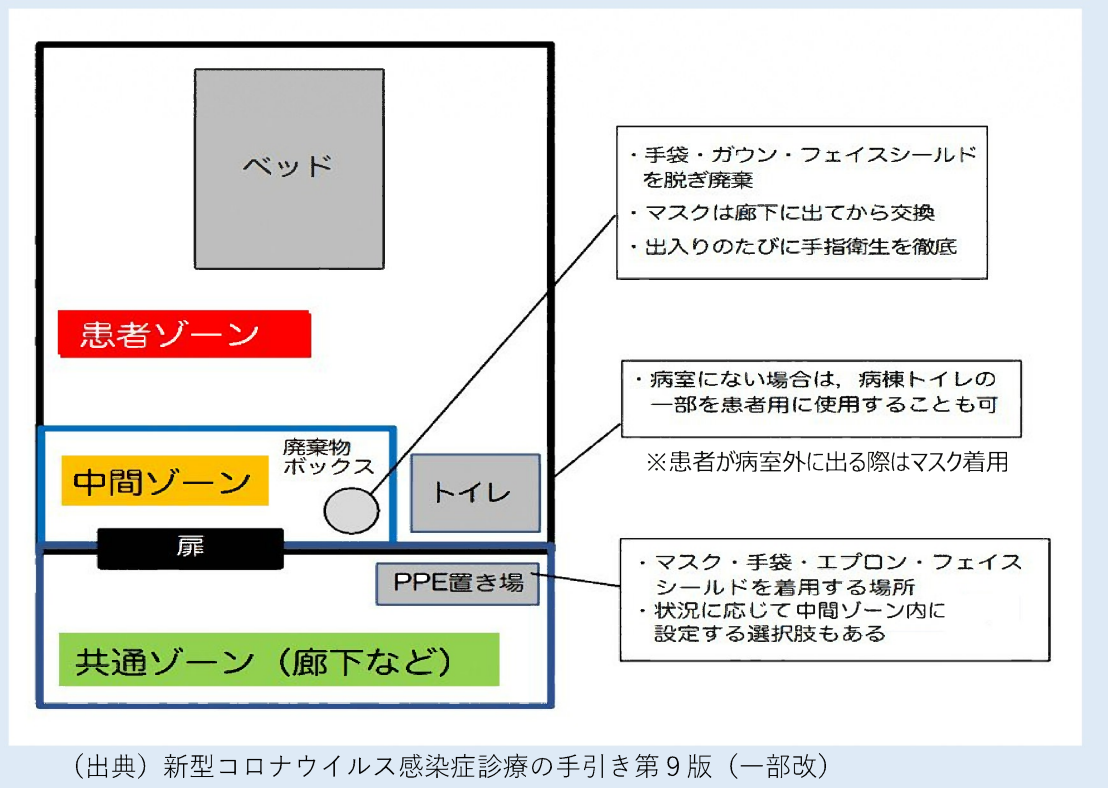 ベッド
・手袋・ガウン・フェイスシールド
を脱ぎ廃棄
・マスクは廊下に出てから交換
・出入りのたびに手指衛生を徹底
患者ゾーン
・病室にない場合は，病棟トイレの
一部を患者用に使用することも可
※患者が病室外に出る際はマスク着用
中間ゾーン
廃棄物
ボックス
トイレ
扉
PPE置き場
・マスク・手袋・エプロン・フェイス
シールドを着用する場所
・状況に応じて中間ゾーン内に
設定する選択肢もある
共通ゾーン（廊下など）
（出典）新型コロナウイルス感染症診療の手引き第９版（一部改）